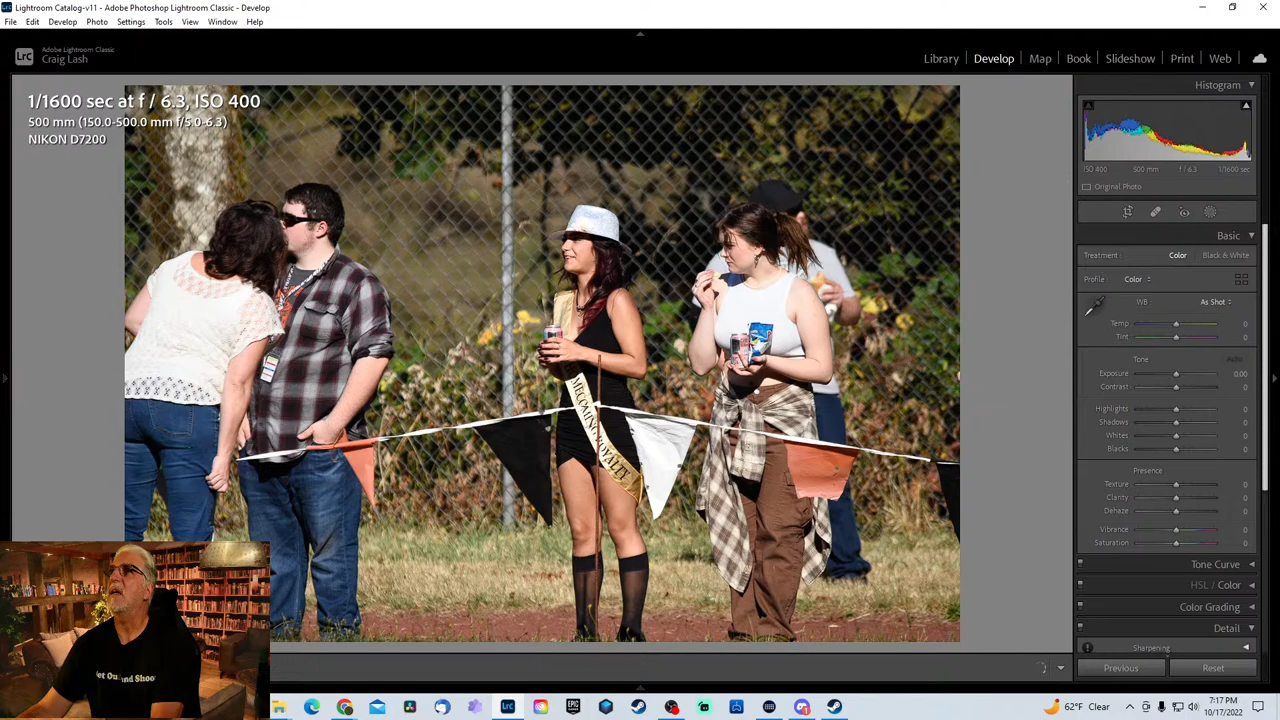 Lightroom Catalog-v11 - Adobe Photoshop Lightroom Classic - Develop
File Edit Develop Photo Settings Tools View Window Help
Lrc
Adobe Lightroom Classic
Craig Lash
Library | Develop | Map | Book | Slideshow | Print | Web
1/1600 sec at f / 6.3, ISO 400
500 mm (150.0-500.0 mm f/5.0-6.3)
NIKON D7200
Histogram
ISO 400 500 mm f / 6.3 1/1600 sec
Original Photo
Basic
Treatment: Color Black & White
Profile: Color
WB: As Shot
Temp 0
Tint 0
Tone Auto
Exposure 0.00
Contrast 0
Highlights 0
Shadows 0
Whites 0
Blacks 0
Presence
Texture 0
Clarity 0
Dehaze 0
Vibrance 0
Saturation 0
Tone Curve
HSL / Color
Color Grading
Detail
Sharpening
Previous Reset
ROYALTY
Lrc
EPIC GAMES
62°F Clear
7:17 PM
10/17/2022